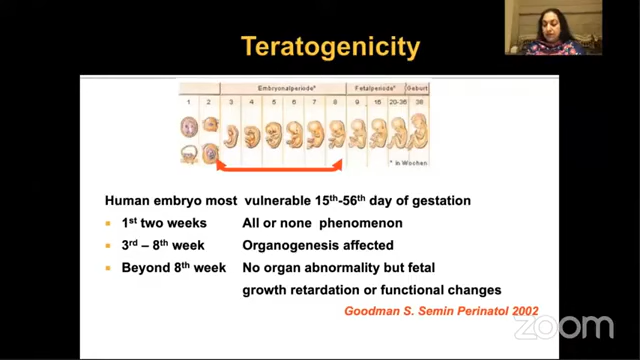 Teratogenicity
Embryonalperiode* Fetalperiode* Geburt
1 2 3 4 5 6 7 8 9 16 20-36 38
* in Wochen
Human embryo most vulnerable 15th-56th day of gestation
1st two weeks All or none phenomenon
3rd – 8th week Organogenesis affected
Beyond 8th week No organ abnormality but fetal
growth retardation or functional changes
Goodman S. Semin Perinatol 2002
zoom